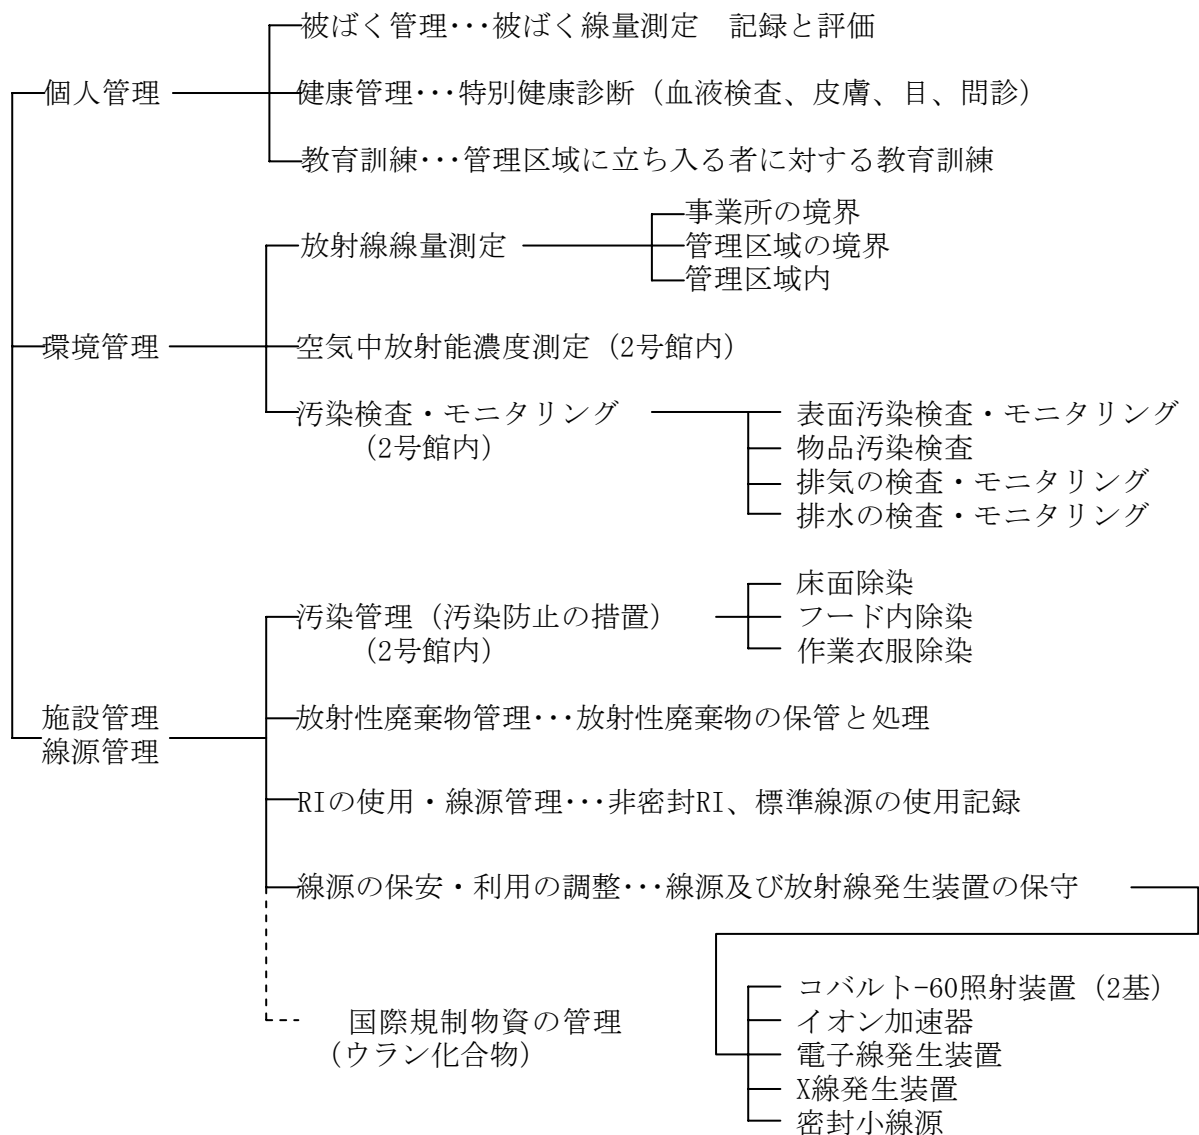 被ばく管理･･･被ばく線量測定　記録と評価
個人管理
健康管理･･･特別健康診断（血液検査、皮膚、目、問診）
教育訓練･･･管理区域に立ち入る者に対する教育訓練
放射線線量測定
事業所の境界
管理区域の境界
管理区域内
環境管理
空気中放射能濃度測定（2号館内）
汚染検査・モニタリング
（2号館内）
表面汚染検査・モニタリング
物品汚染検査
排気の検査・モニタリング
排水の検査・モニタリング
汚染管理（汚染防止の措置）
（2号館内）
床面除染
フード内除染
作業衣服除染
施設管理
線源管理
放射性廃棄物管理･･･放射性廃棄物の保管と処理
RIの使用・線源管理･･･非密封RI、標準線源の使用記録
線源の保安・利用の調整･･･線源及び放射線発生装置の保守
コバルト-60照射装置（2基）
イオン加速器
電子線発生装置
X線発生装置
密封小線源
国際規制物資の管理
（ウラン化合物）